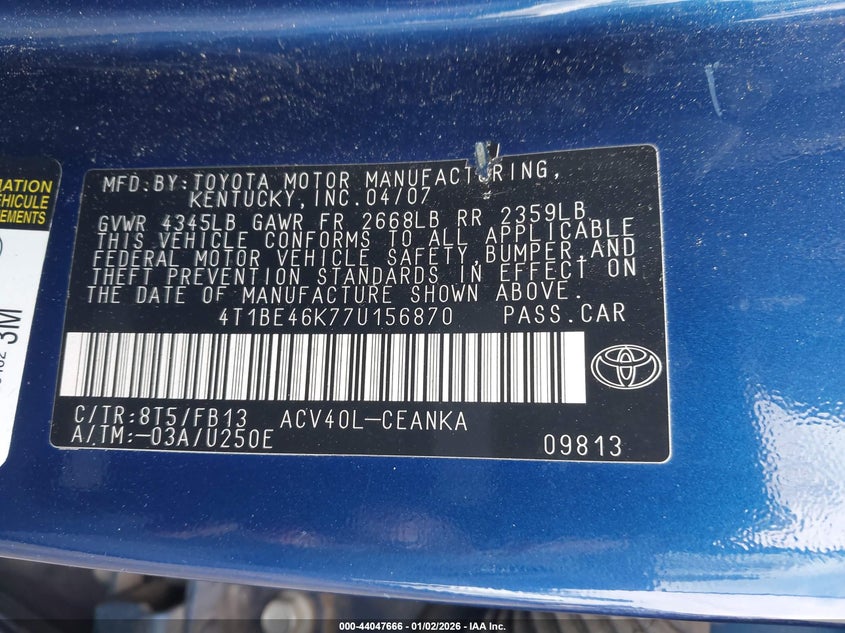 MFD.BY:TOYOTA MOTOR MANUFACTURING,
KENTUCKY, INC. 04/07
GVWR 4345LB GAWR FR 2668LB RR 2359LB
THIS VEHICLE CONFORMS TO ALL APPLICABLE
FEDERAL MOTOR VEHICLE SAFETY,BUMPER,AND
THEFT PREVENTION STANDARDS IN EFFECT ON
THE DATE OF MANUFACTURE SHOWN ABOVE.
4T1BE46K77U156870 PASS.CAR
C/TR:8T5/FB13 ACV40L-CEANKA
A/TM:-03A/U250E
09813
3M
000-44047666 - 01/02/2026 - IAA Inc.